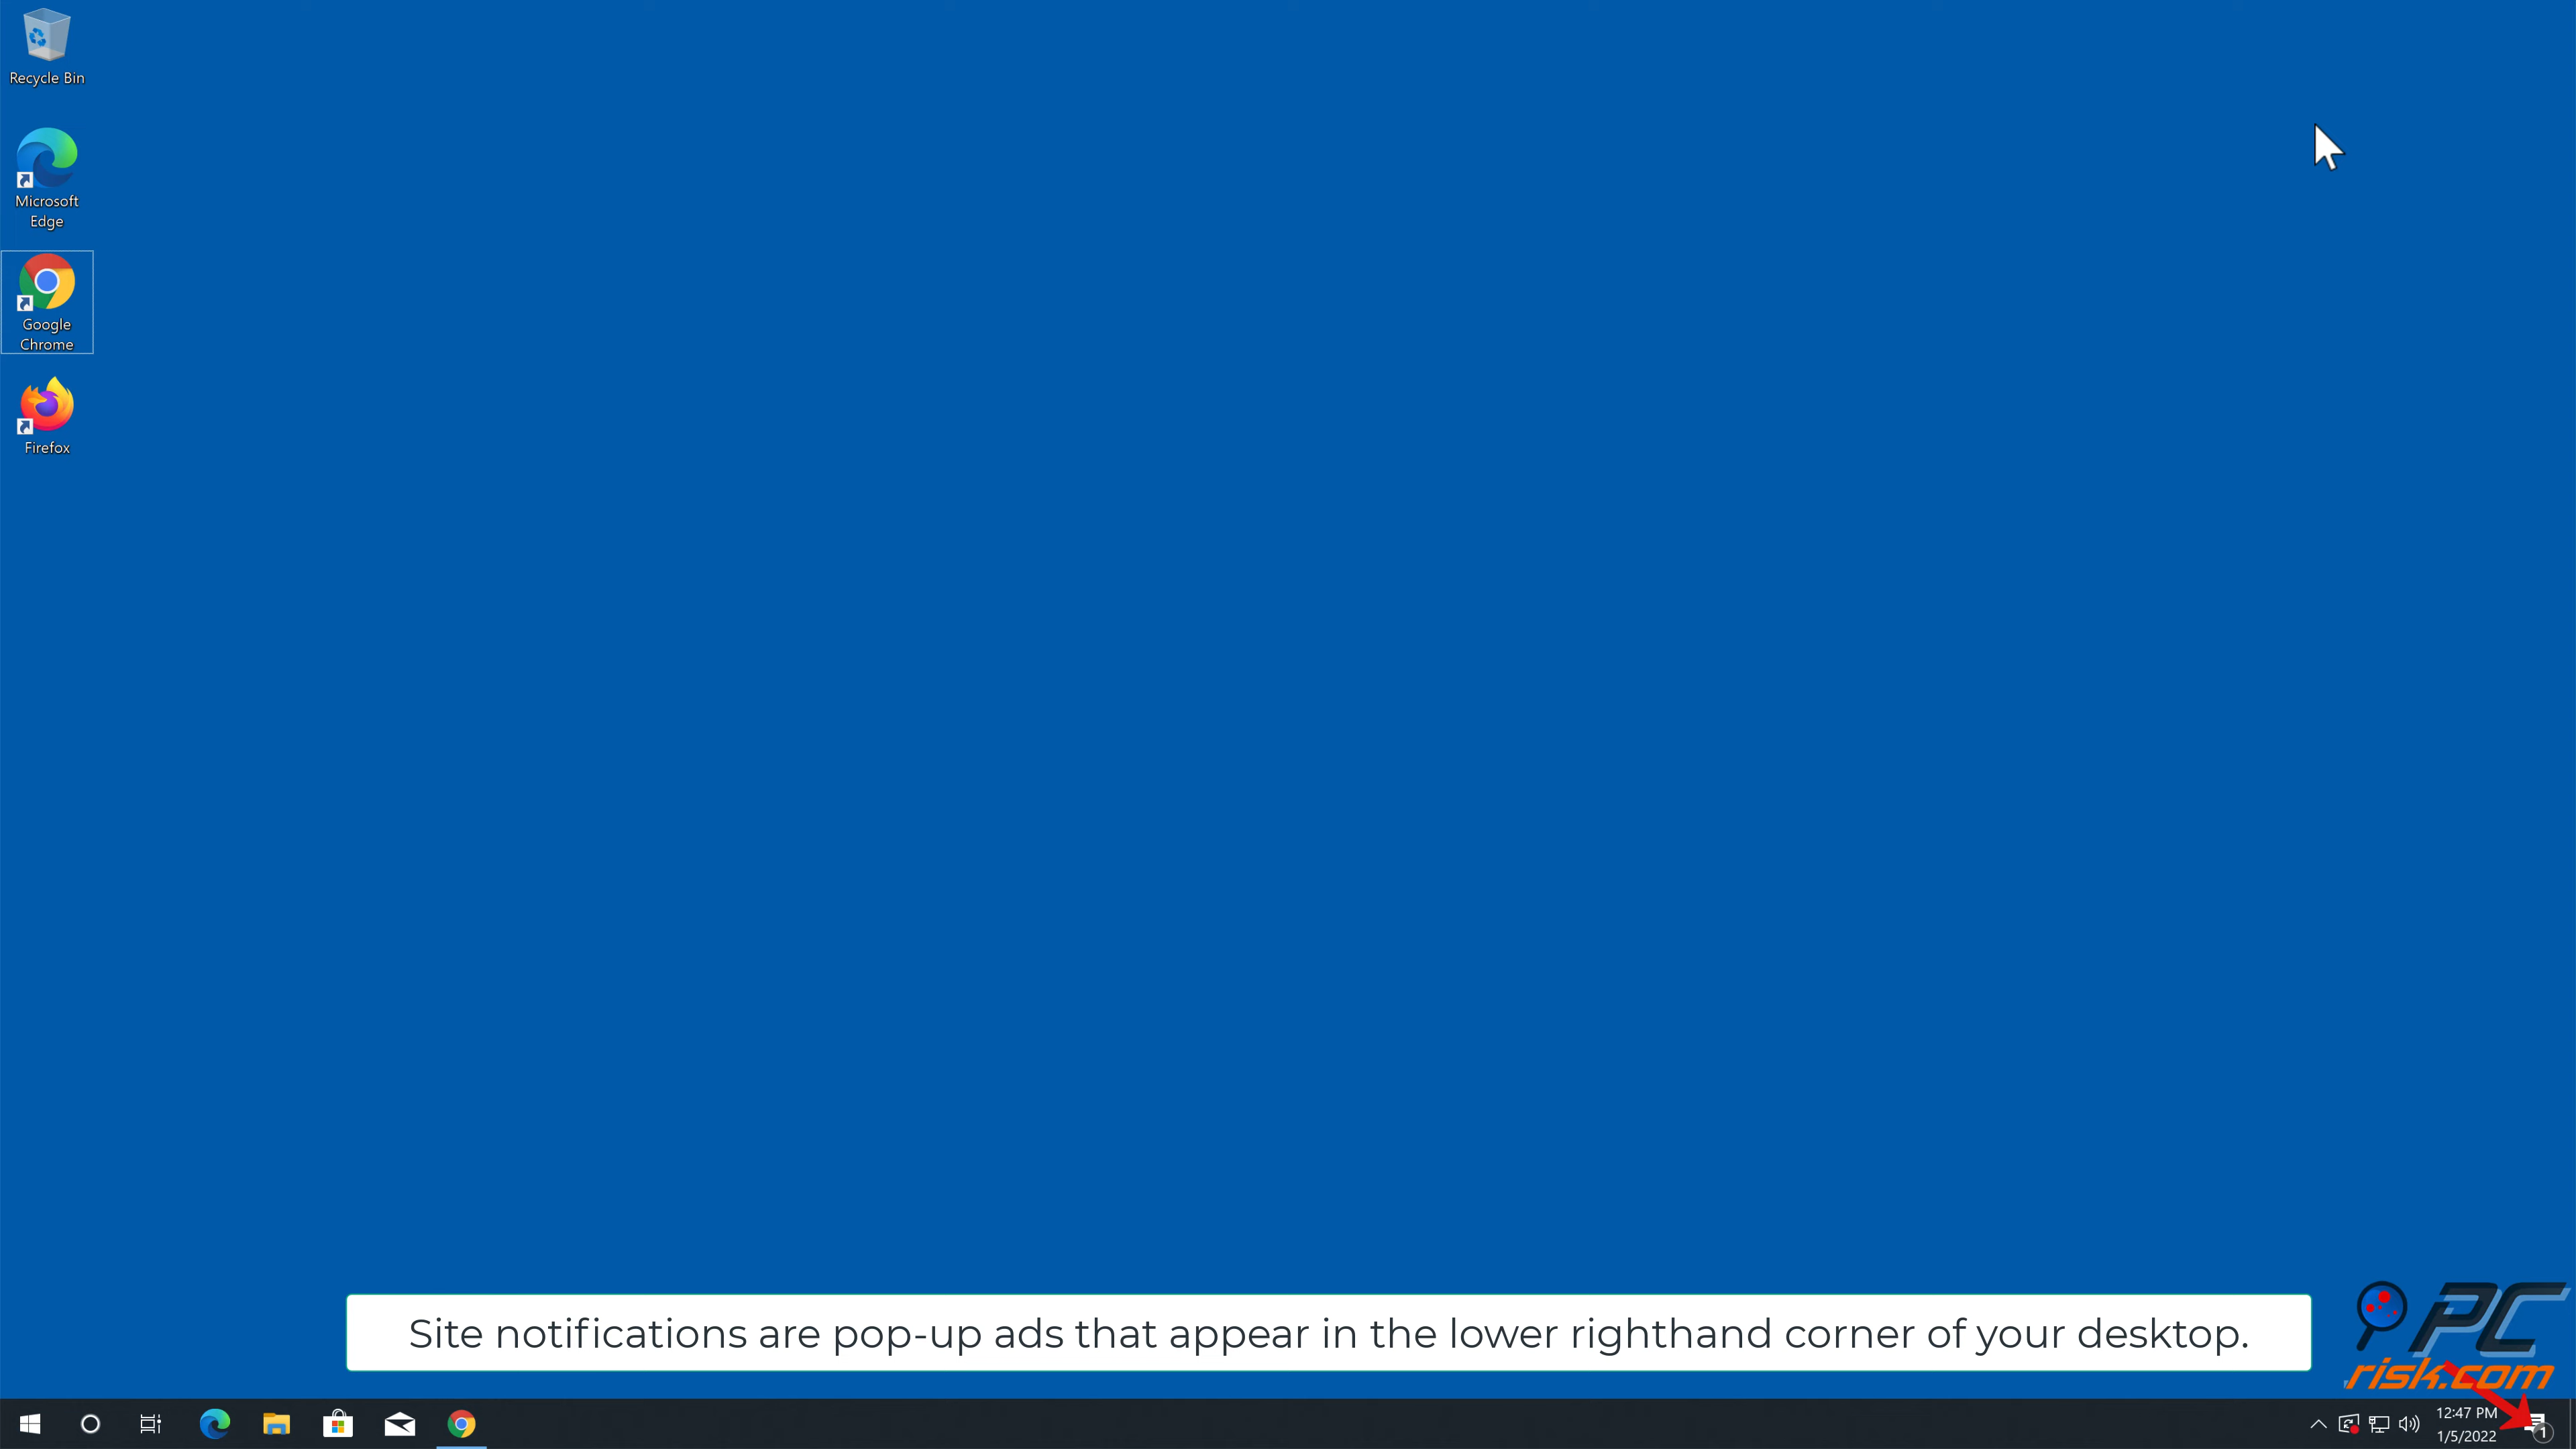 Recycle Bin
Microsoft
Edge
Google
Chrome
Firefox
Site notifications are pop-up ads that appear in the lower righthand corner of your desktop.
PC
risk.com
12:47 PM
1/5/2022
1